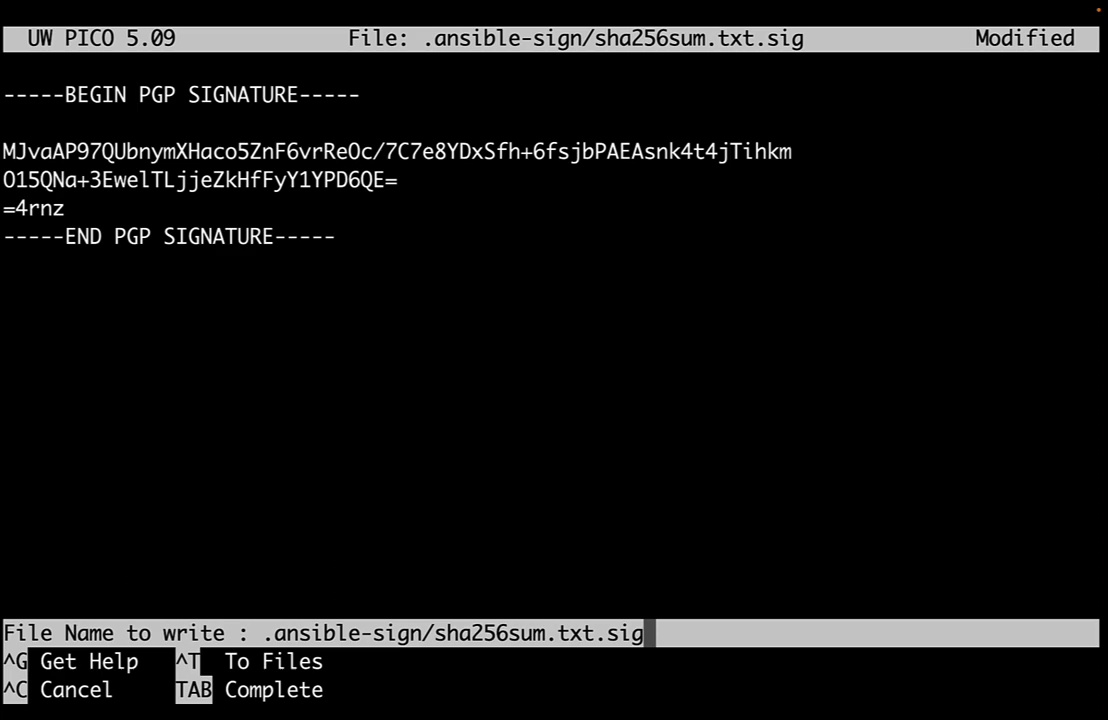 UW PICO 5.09 File: .ansible-sign/sha256sum.txt.sig Modified
-----BEGIN PGP SIGNATURE-----
MJvaAP97QUbnymXHaco5ZnF6vrReOc/7C7e8YDxSfh+6fsjbPAEAsnk4t4jTihkm
O15QNa+3EwelTLjjeZkHfFyY1YPD6QE=
=4rnz
-----END PGP SIGNATURE-----
File Name to write : .ansible-sign/sha256sum.txt.sig
^G Get Help ^T To Files
^C Cancel TAB Complete